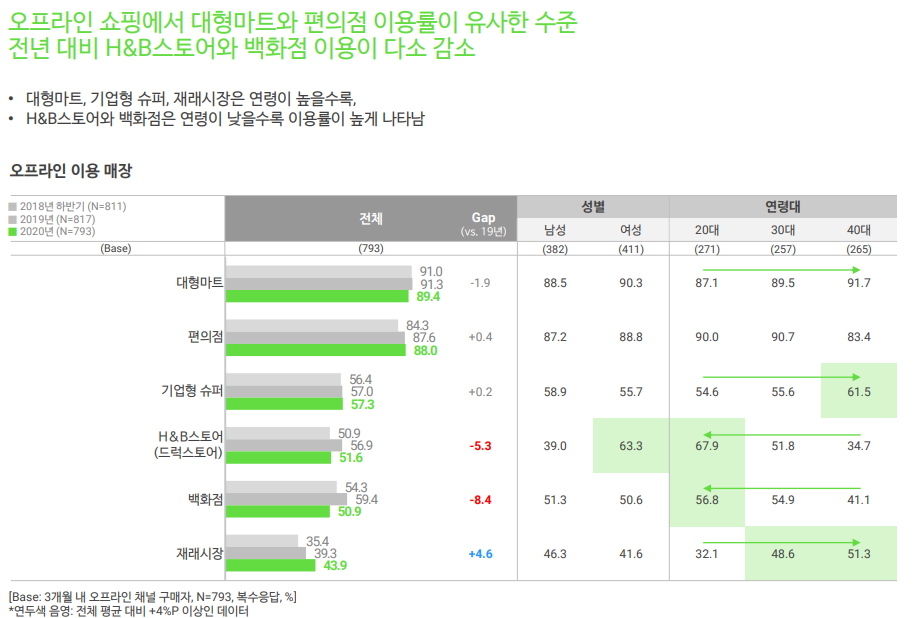 오프라인 쇼핑에서 대형마트와 편의점 이용률이 유사한 수준
전년 대비 H&B스토어와 백화점 이용이 다소 감소
• 대형마트, 기업형 슈퍼, 재래시장은 연령이 높을수록,
• H&B스토어와 백화점은 연령이 낮을수록 이용률이 높게 나타남
오프라인 이용 매장
2018년 하반기 (N=811)
2019년 (N=817)
2020년 (N=793)
전체
Gap
(vs. 19년)
성별
연령대
남성 여성 20대 30대 40대
(Base) (793) (382) (411) (271) (257) (265)
대형마트 91.0 91.3 89.4 -1.9 88.5 90.3 87.1 89.5 91.7
편의점 84.3 87.6 88.0 +0.4 87.2 88.8 90.0 90.7 83.4
기업형 슈퍼 56.4 57.0 57.3 +0.2 58.9 55.7 54.6 55.6 61.5
H&B스토어
(드럭스토어) 50.9 56.9 51.6 -5.3 39.0 63.3 67.9 51.8 34.7
백화점 54.3 59.4 50.9 -8.4 51.3 50.6 56.8 54.9 41.1
재래시장 35.4 39.3 43.9 +4.6 46.3 41.6 32.1 48.6 51.3
[Base: 3개월 내 오프라인 채널 구매자, N=793, 복수응답, %]
*연두색 음영: 전체 평균 대비 +4%P 이상인 데이터